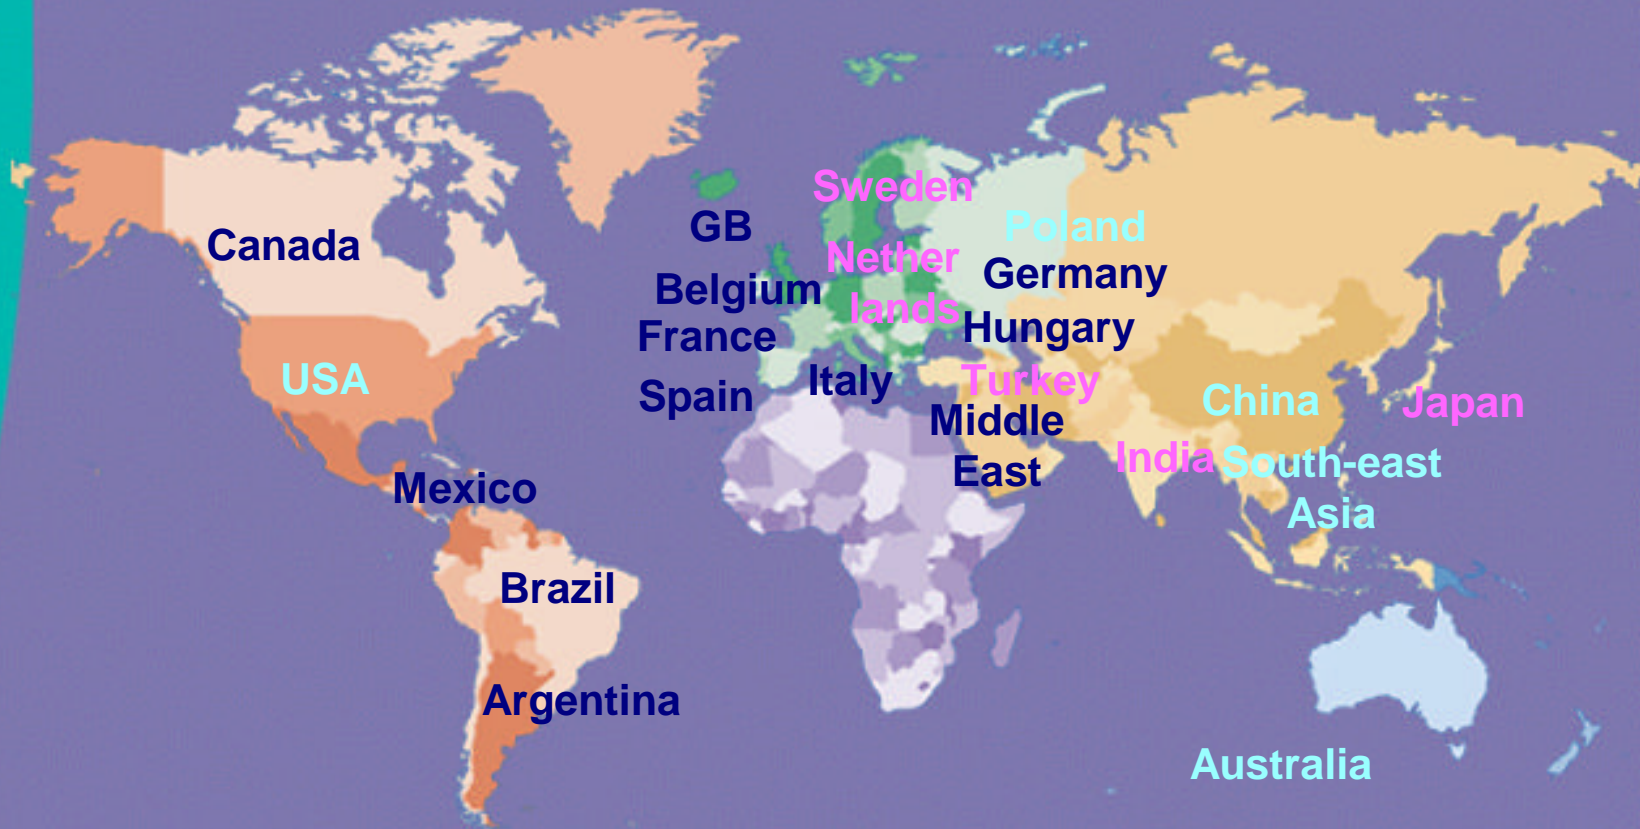 Sweden
GB
Poland
Canada
Nether
lands
Germany
Belgium
Hungary
France
USA
Italy
Turkey
Spain
China
Japan
Middle
East
India
South-east
Asia
Mexico
Brazil
Argentina
Australia